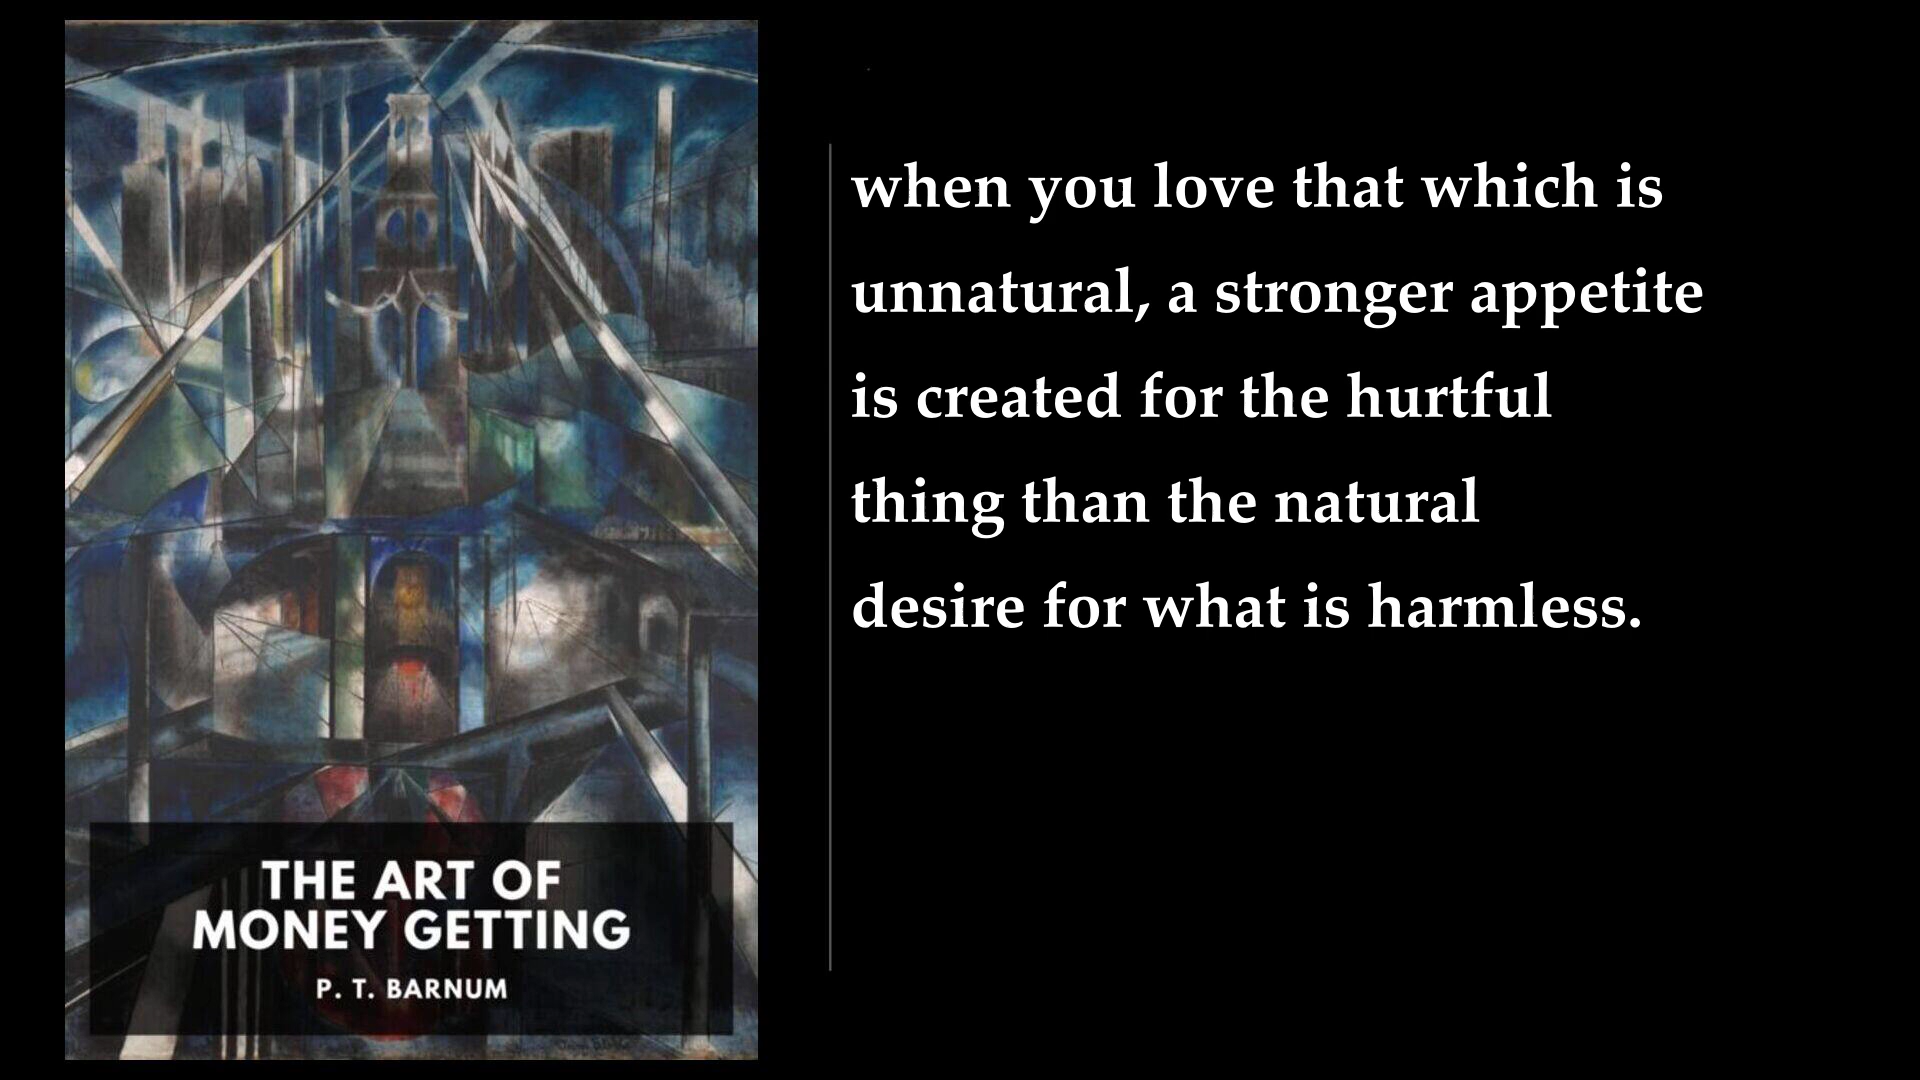 when you love that which is
unnatural, a stronger appetite
is created for the hurtful
thing than the natural
desire for what is harmless.
THE ART OF
MONEY GETTING
P. T. BARNUM